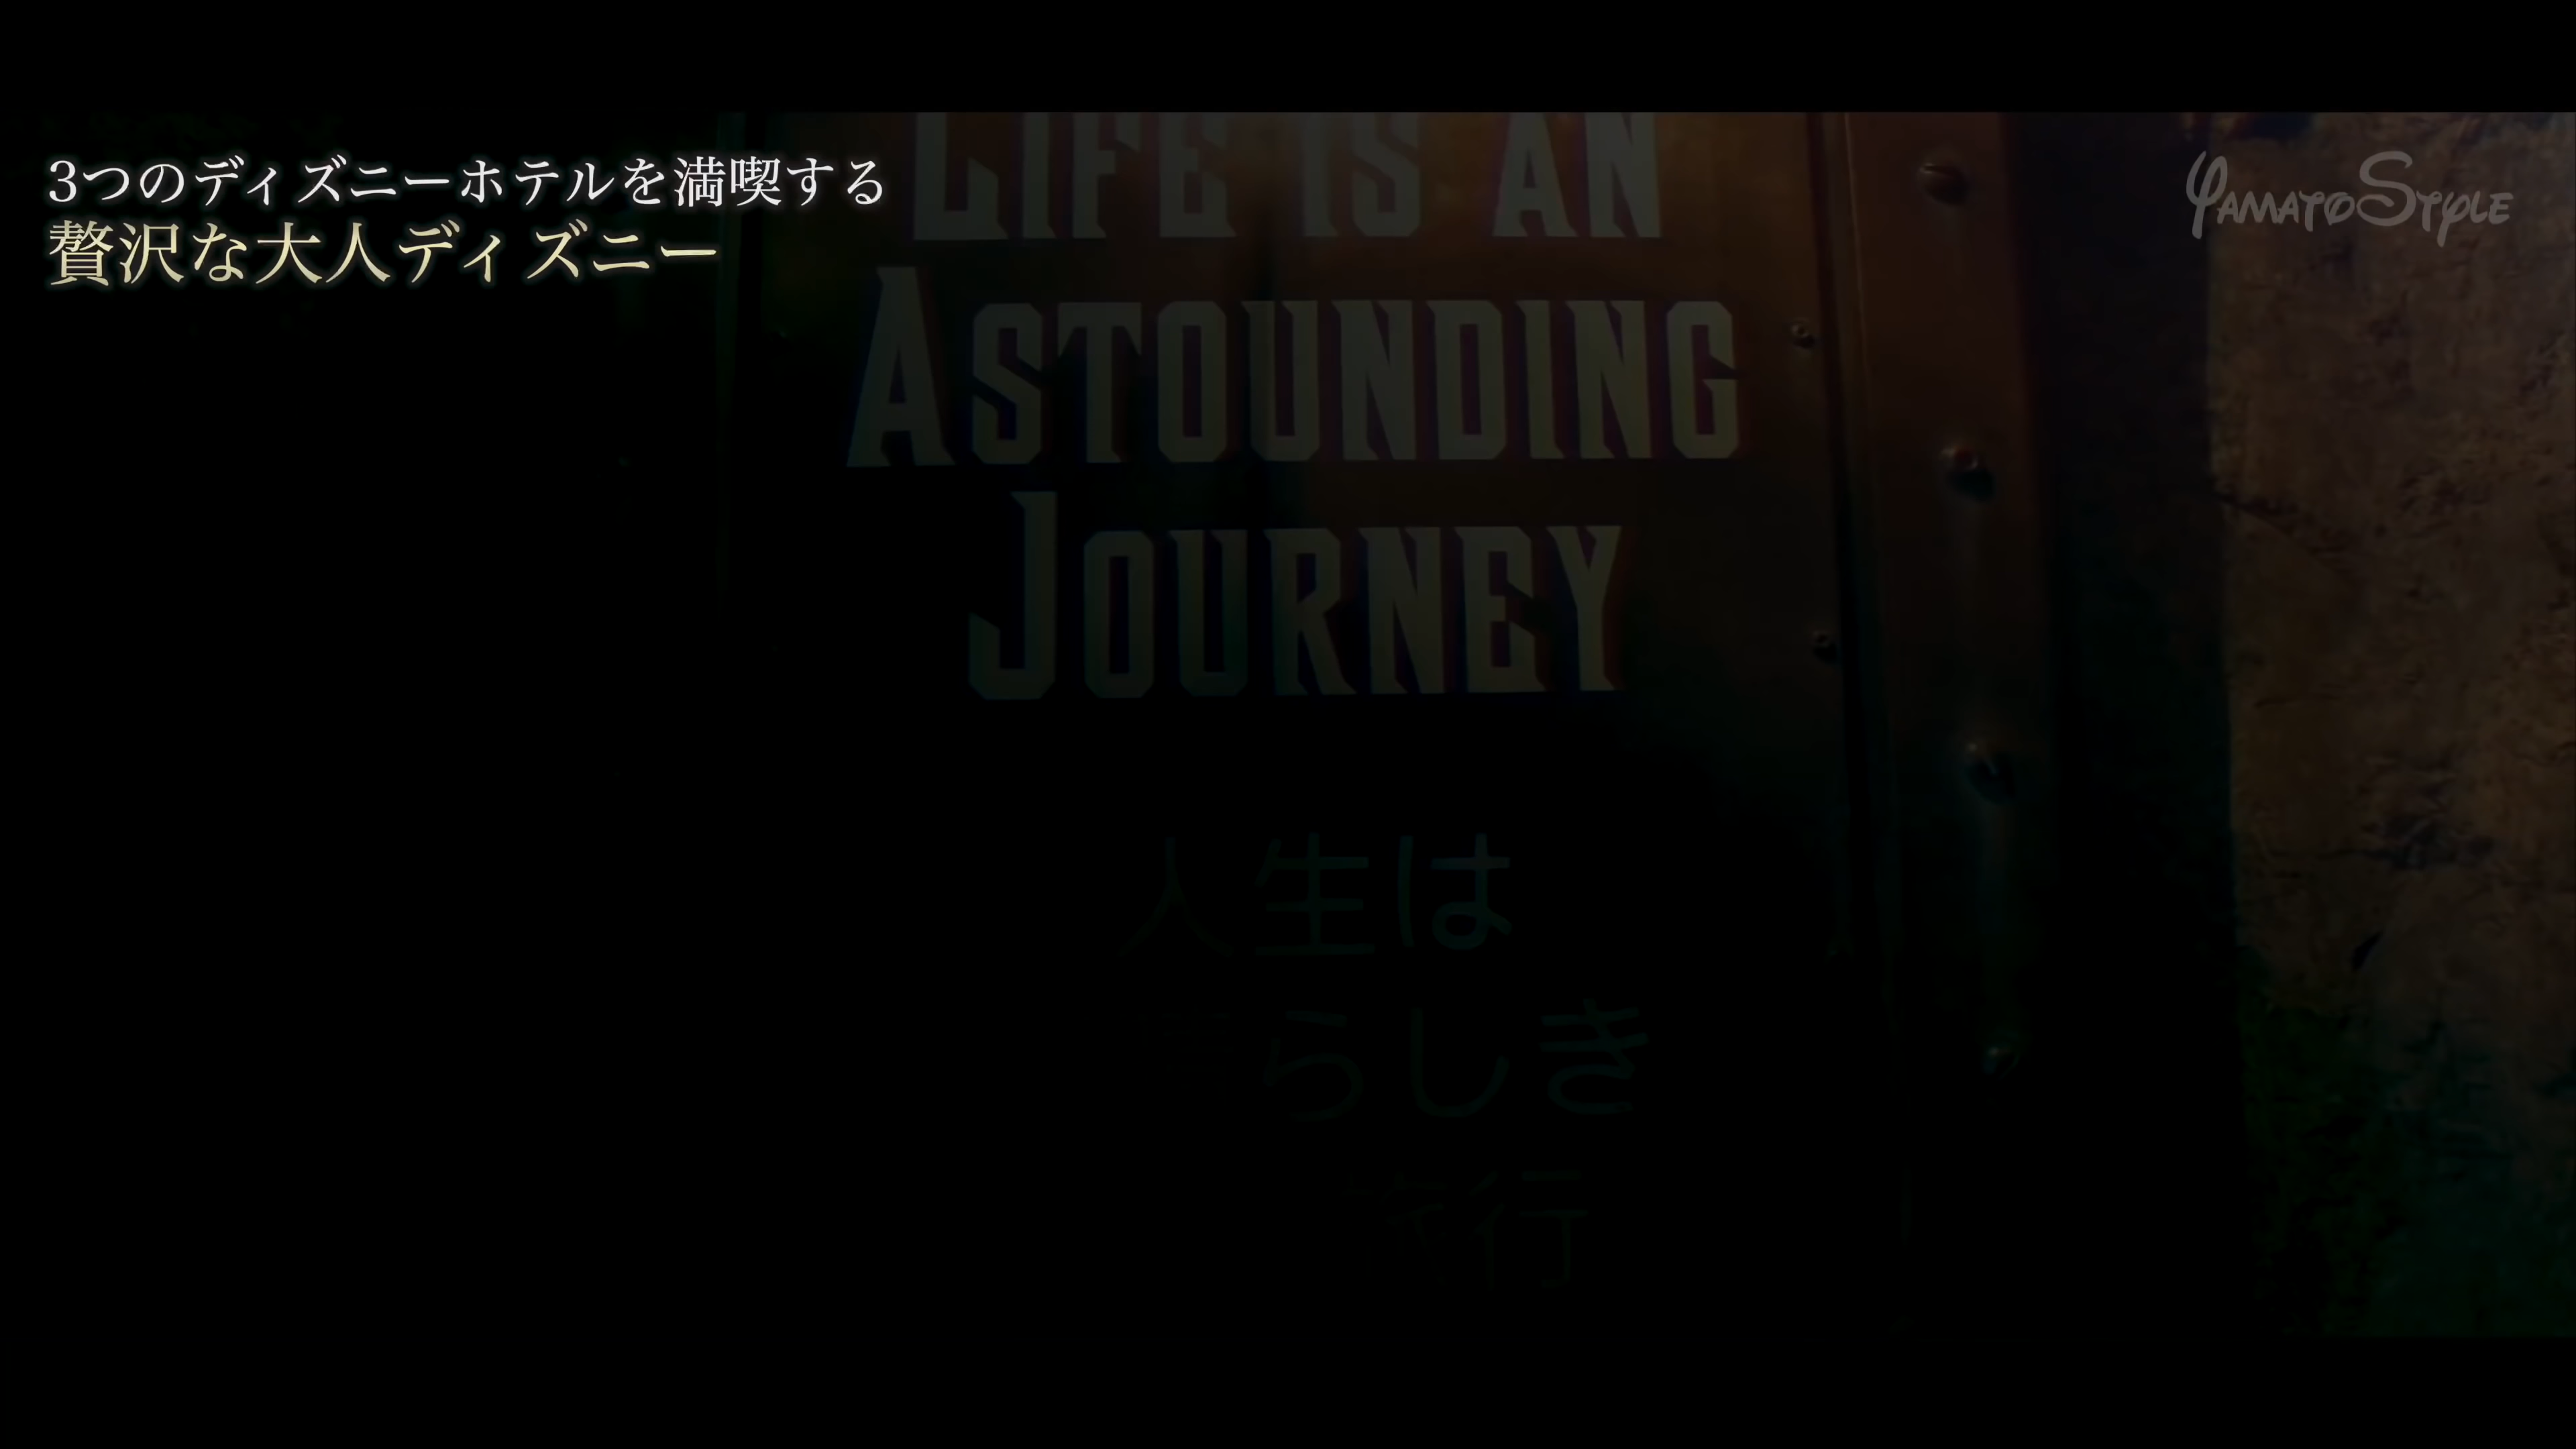 3つのディズニーホテルを満喫する
贅沢な大人ディズニー
YAMATO STYLE
LIFE IS AN
ASTOUNDING
JOURNEY
人生は
らしき
旅行